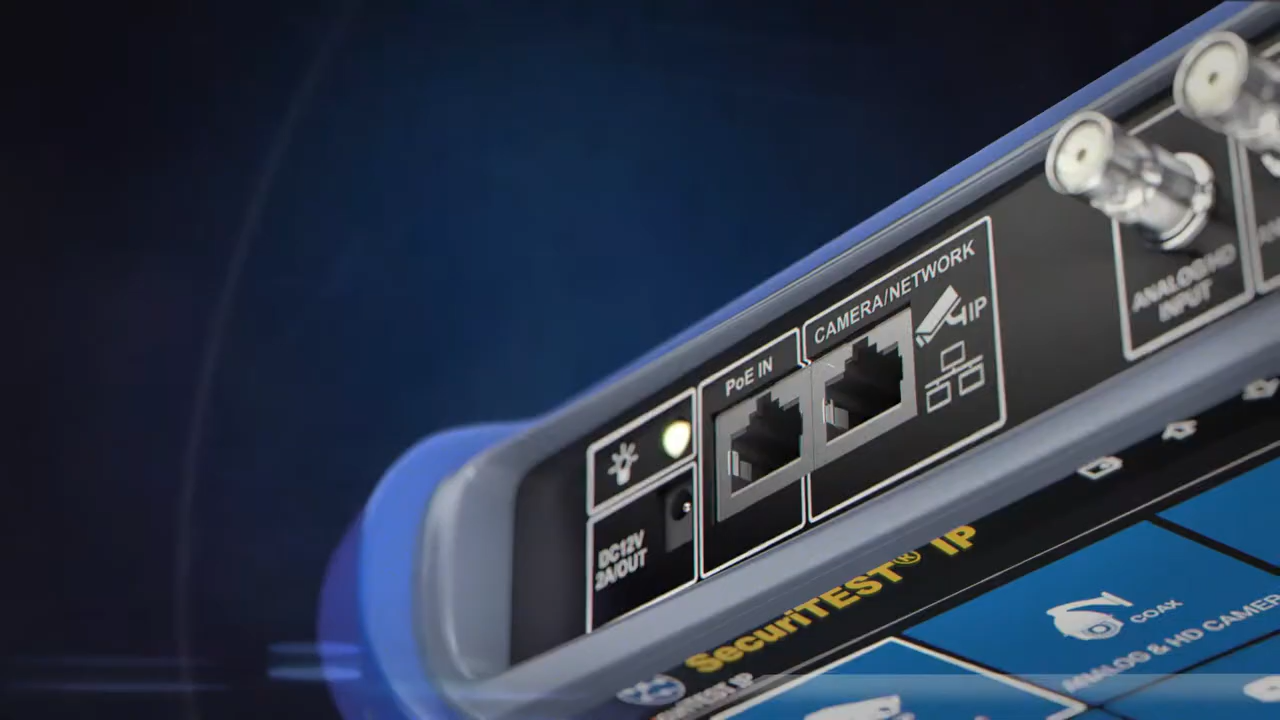 CAMERA/NETWORK
IP
PoE IN
ANALOG/HD
INPUT
DC12V
2A/OUT
SecuriTEST® IP
COAX
ANALOG & HD CAMER